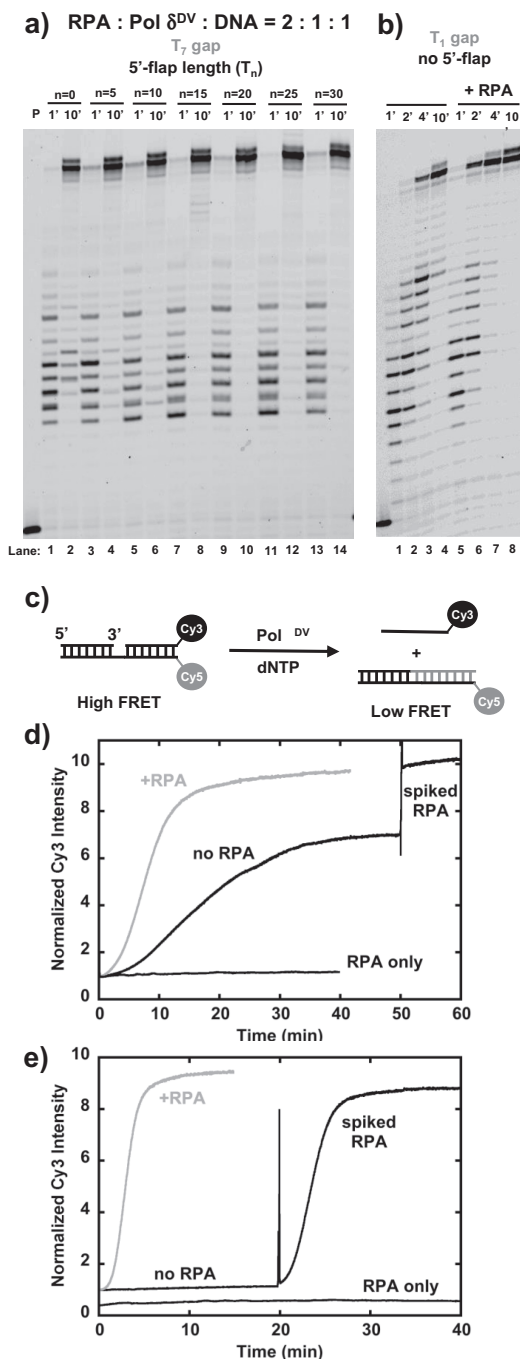 a) RPA : Pol δDV : DNA = 2 : 1 : 1
T7 gap
5’-flap length (Tn)
n=0 n=5 n=10 n=15 n=20 n=25 n=30
P 1’ 10’ 1’ 10’ 1’ 10’ 1’ 10’ 1’ 10’ 1’ 10’ 1’ 10’
Lane: 1 2 3 4 5 6 7 8 9 10 11 12 13 14
b) T1 gap
no 5’-flap
+ RPA
1’ 2’ 4’ 10’ 1’ 2’ 4’ 10
1 2 3 4 5 6 7 8
c)
5’ 3’ Cy3
Cy5
High FRET
Pol DV
dNTP
Cy3
+
Cy5
Low FRET
d)
Normalized Cy3 Intensity
10
8
6
4
2
0
+RPA
no RPA
spiked
RPA
RPA only
0 10 20 30 40 50 60
Time (min)
e)
Normalized Cy3 Intensity
10
8
6
4
2
0
+RPA
no RPA
spiked
RPA
RPA only
0 10 20 30 40
Time (min)